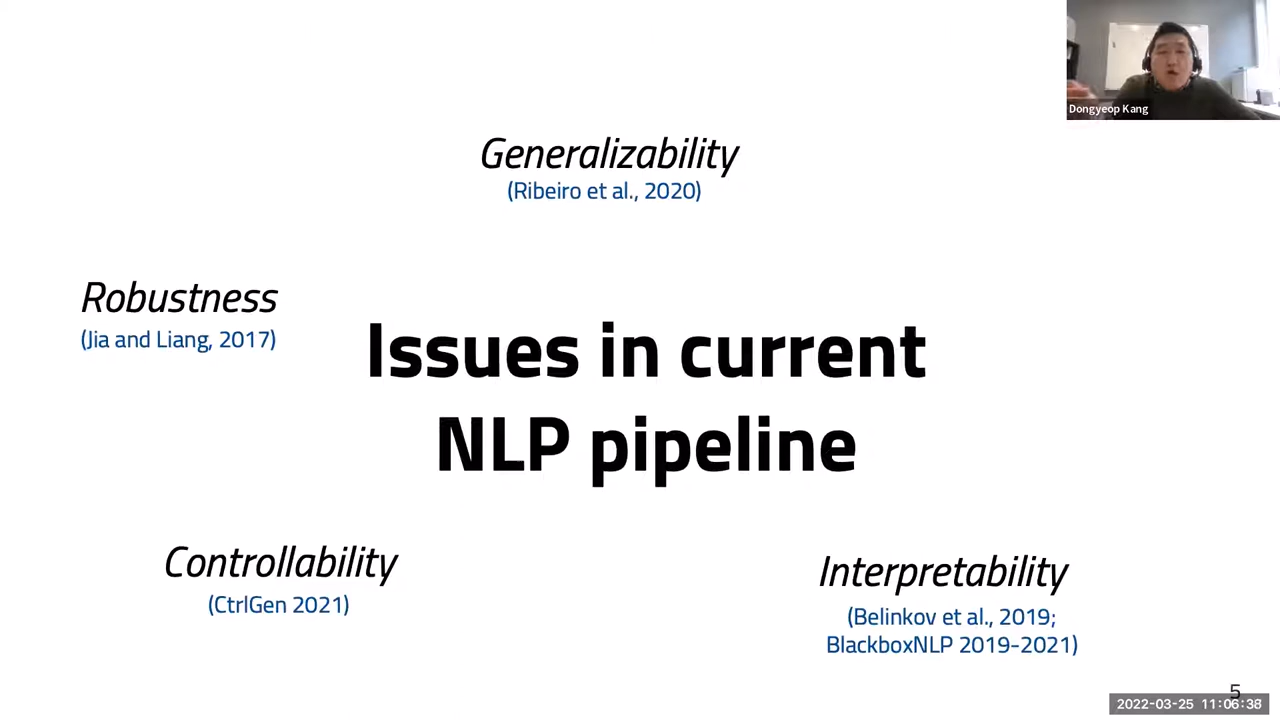 Dongyeop Kang
Generalizability
(Ribeiro et al., 2020)
Robustness
(Jia and Liang, 2017)
Issues in current
NLP pipeline
Controllability
(CtrlGen 2021)
Interpretability
(Belinkov et al., 2019;
BlackboxNLP 2019-2021)
5
2022-03-25 11:06:38